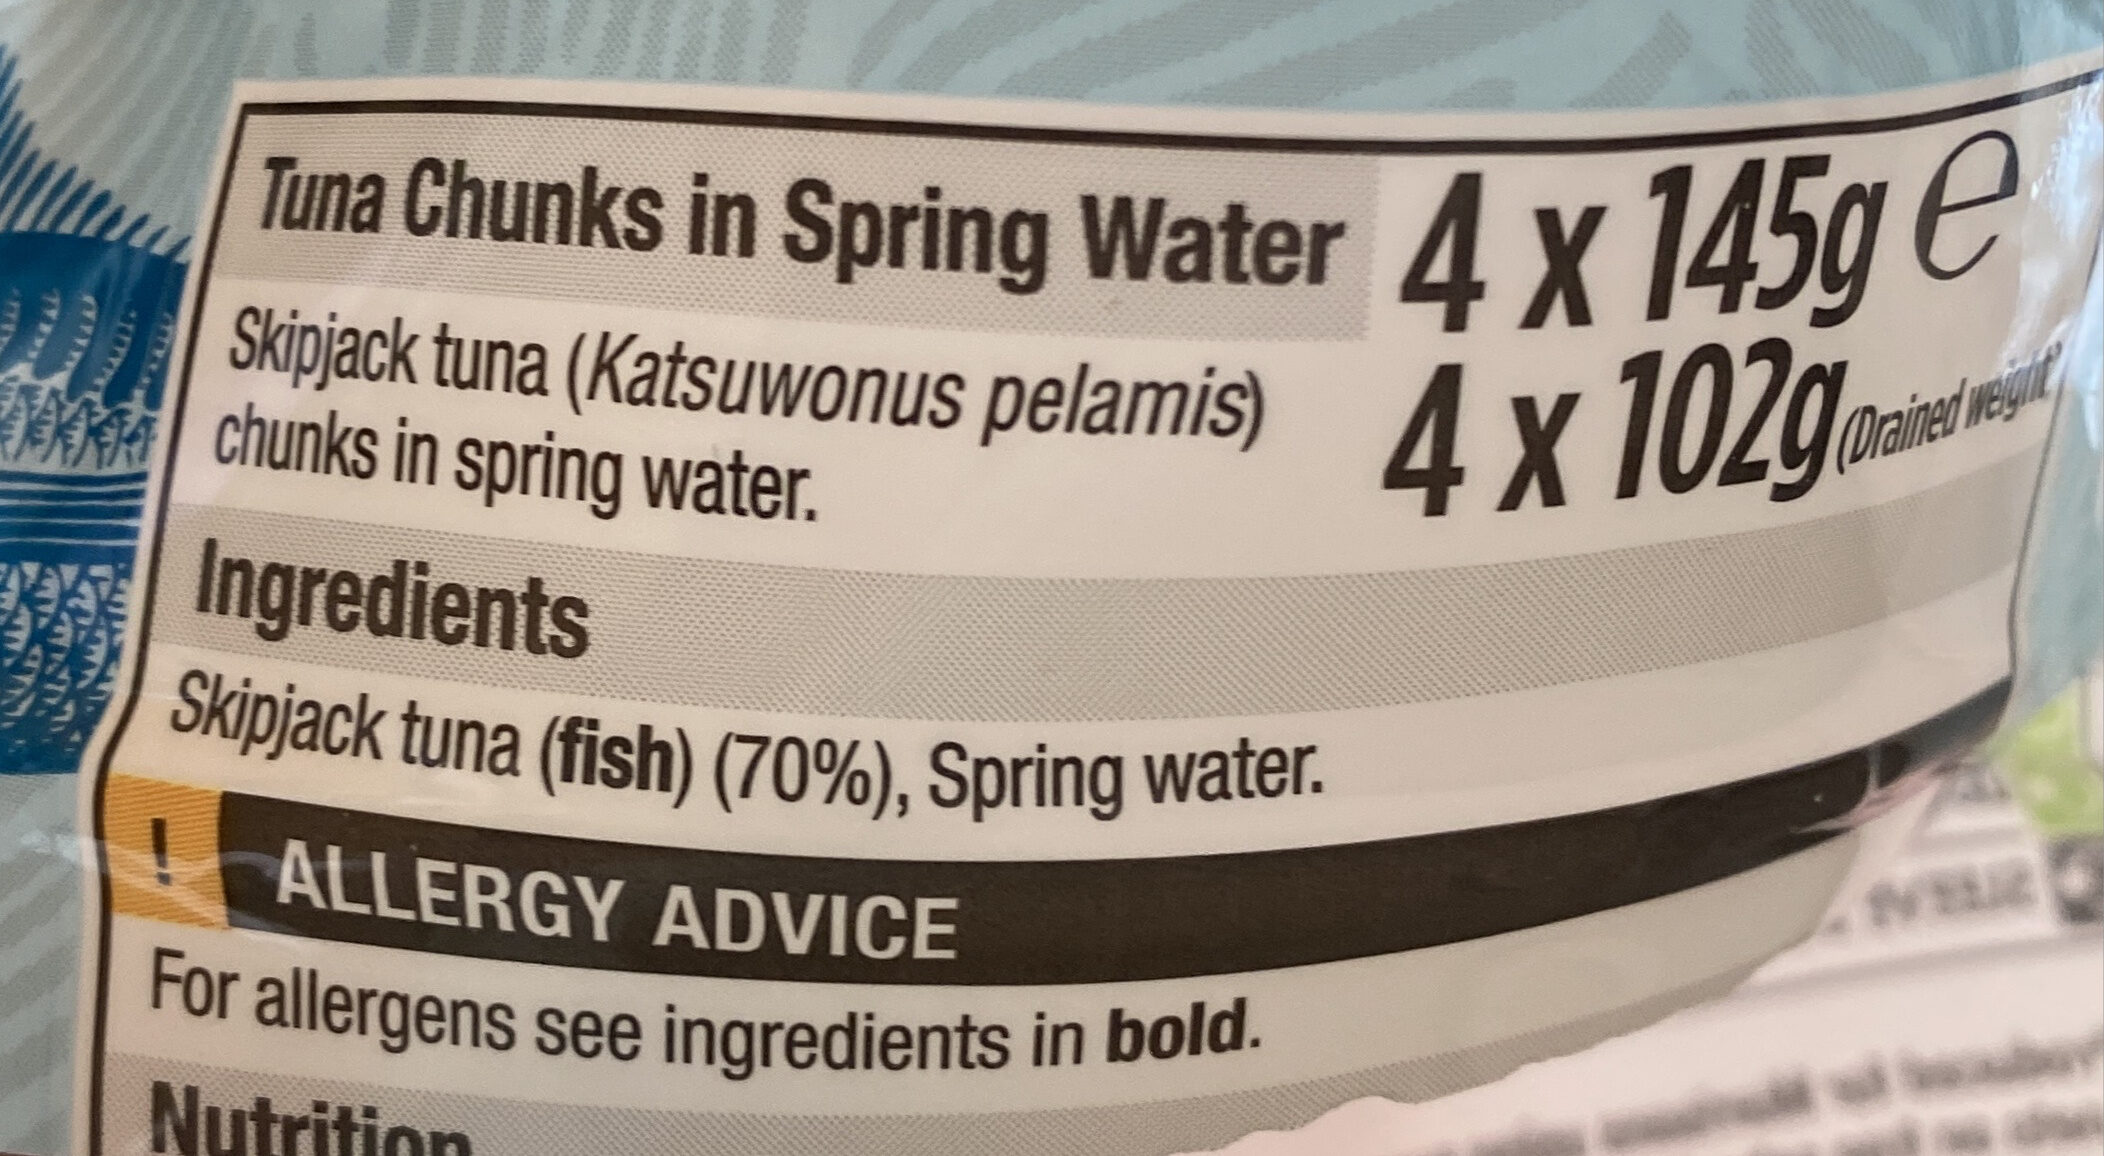 Tuna Chunks in Spring Water
4 x 145g e
4 x 102g (Drained weight)
Skipjack tuna (Katsuwonus pelamis)
chunks in spring water.
Ingredients
Skipjack tuna (fish) (70%), Spring water.
! ALLERGY ADVICE
For allergens see ingredients in bold.
Nutrition